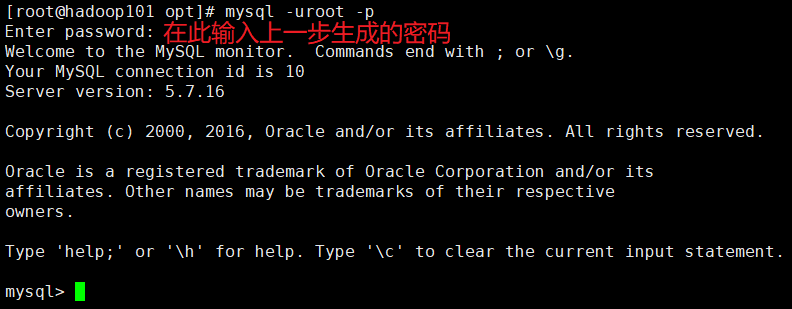 [root@hadoop101 opt]# mysql -uroot -p
Enter password: 在此输入上一步生成的密码
Welcome to the MySQL monitor.  Commands end with ; or \g.
Your MySQL connection id is 10
Server version: 5.7.16
Copyright (c) 2000, 2016, Oracle and/or its affiliates. All rights reserved.
Oracle is a registered trademark of Oracle Corporation and/or its
affiliates. Other names may be trademarks of their respective
owners.
Type 'help;' or '\h' for help. Type '\c' to clear the current input statement.
mysql>